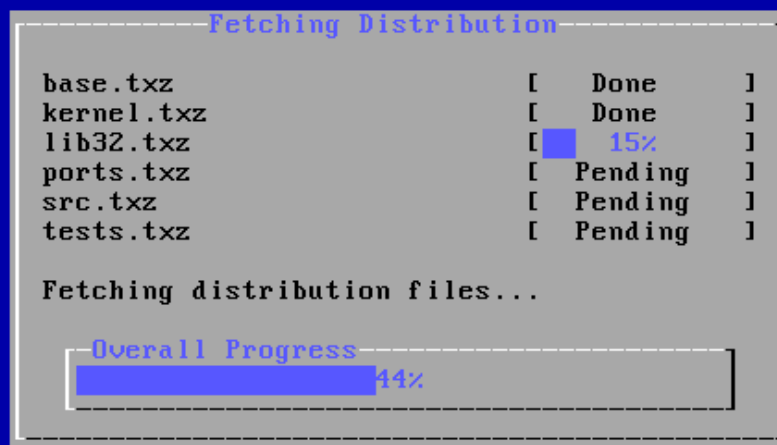 Fetching Distribution
base.txz [ Done ]
kernel.txz [ Done ]
lib32.txz [ 15% ]
ports.txz [ Pending ]
src.txz [ Pending ]
tests.txz [ Pending ]
Fetching distribution files...
Overall Progress
44%